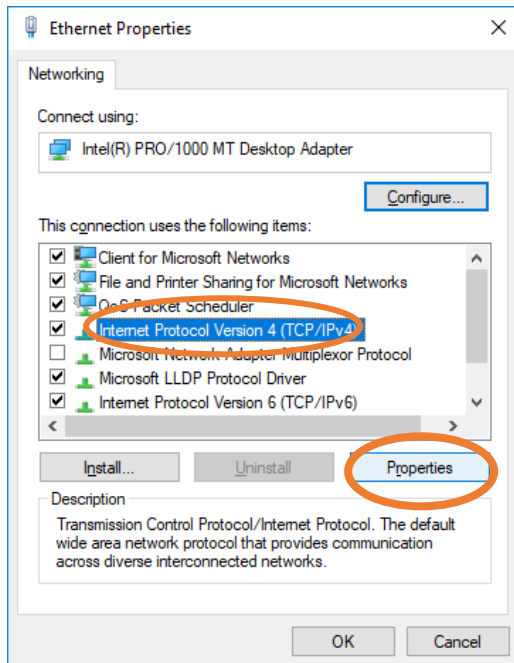 Ethernet Properties
Networking
Connect using:
Intel(R) PRO/1000 MT Desktop Adapter
Configure...
This connection uses the following items:
Client for Microsoft Networks
File and Printer Sharing for Microsoft Networks
QoS Packet Scheduler
Internet Protocol Version 4 (TCP/IPv4)
Microsoft Network Adapter Multiplexor Protocol
Microsoft LLDP Protocol Driver
Internet Protocol Version 6 (TCP/IPv6)
Install... Uninstall Properties
Description
Transmission Control Protocol/Internet Protocol. The default
wide area network protocol that provides communication
across diverse interconnected networks.
OK Cancel